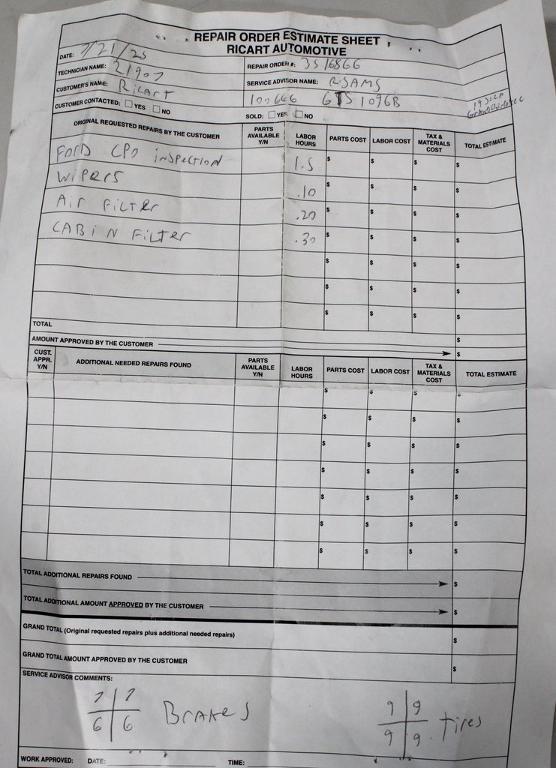 REPAIR ORDER ESTIMATE SHEET
RICART AUTOMOTIVE
DATE: 7/21/25
REPAIR ORDER #: 3516866
TECHNICIAN NAME: 21907
SERVICE ADVISOR NAME: RSAMS
CUSTOMER'S NAME: Ricart
CUSTOMER CONTACTED: YES NO
SOLD: YES NO
ORIGINAL REQUESTED REPAIRS BY THE CUSTOMER PARTS AVAILABLE Y/N LABOR HOURS PARTS COST LABOR COST TAX & MATERIALS COST TOTAL ESTIMATE
FORD CPO inspection 1.5 $ $ $ $
WIPERS .10 $ $ $ $
AIR FILTER .20 $ $ $ $
CABIN FILTER .30 $ $ $ $
$ $ $ $
$ $ $ $
$ $ $ $
TOTAL $
AMOUNT APPROVED BY THE CUSTOMER $
CUST. APPR. Y/N ADDITIONAL NEEDED REPAIRS FOUND PARTS AVAILABLE Y/N LABOR HOURS PARTS COST LABOR COST TAX & MATERIALS COST TOTAL ESTIMATE
$ $ $ $
$ $ $ $
$ $ $ $
$ $ $ $
$ $ $ $
$ $ $ $
$ $ $ $
TOTAL ADDITIONAL REPAIRS FOUND $
TOTAL ADDITIONAL AMOUNT APPROVED BY THE CUSTOMER $
GRAND TOTAL (Original requested repairs plus additional needed repairs) $
GRAND TOTAL AMOUNT APPROVED BY THE CUSTOMER $
SERVICE ADVISOR COMMENTS:
7 7 9 9
6 6 BRAKES 9 9 Tires
WORK APPROVED: DATE: TIME: